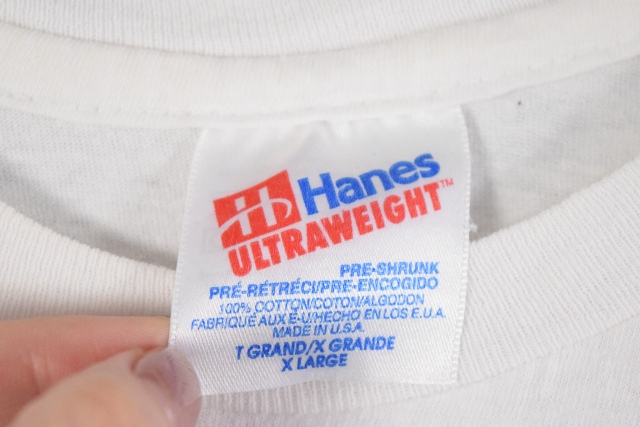 Hanes
ULTRAWEIGHT™
PRE-SHRUNK
PRÉ-RÉTRÉCI/PRE-ENCOGIDO
100% COTTON/COTON/ALGODON
FABRIQUÉ AUX E-U/HECHO EN LOS E.U.A.
MADE IN U.S.A.
T GRAND/X GRANDE
X LARGE